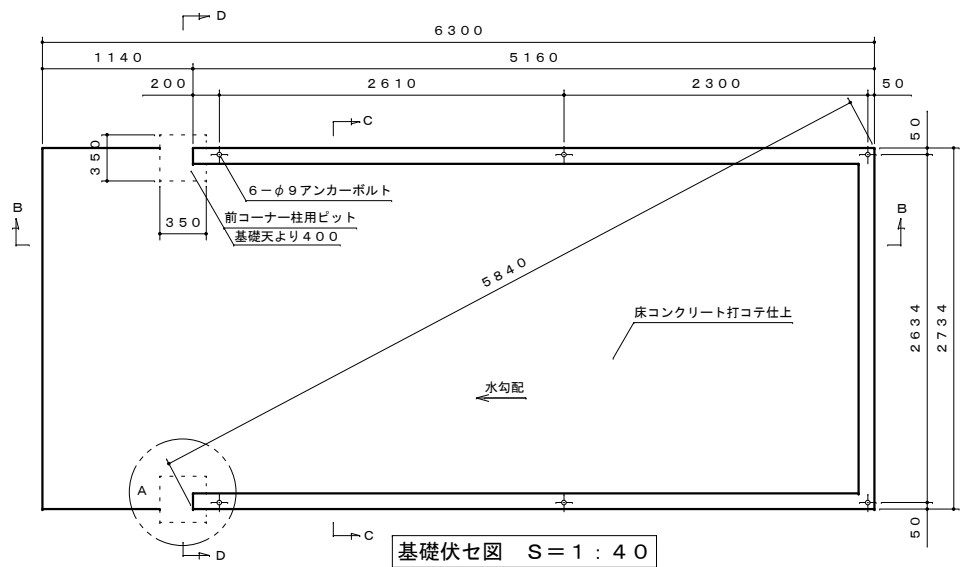 D
6300
1140
5160
200
2610
2300
50
C
50
350
6−φ9アンカーボルト
B
350
前コーナー柱用ピット
基礎天より400
B
5840
床コンクリート打コテ仕上
2634
2734
水勾配
A
50
C
D
基礎伏セ図 S=1:40